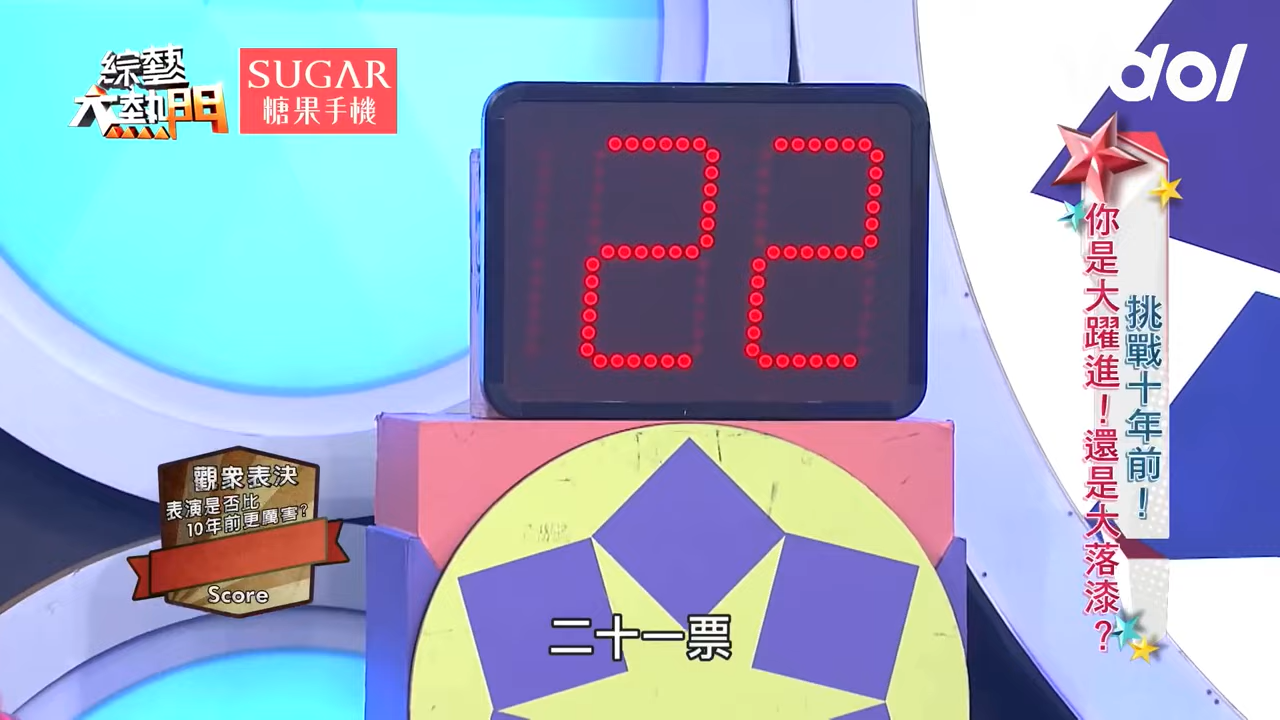 綜藝
大熱門
SUGAR
糖果手機
idol
22
挑戰十年前！
你是大躍進！還是大落漆？
觀眾表決
表演是否比
10年前更厲害？
Score
二十一票